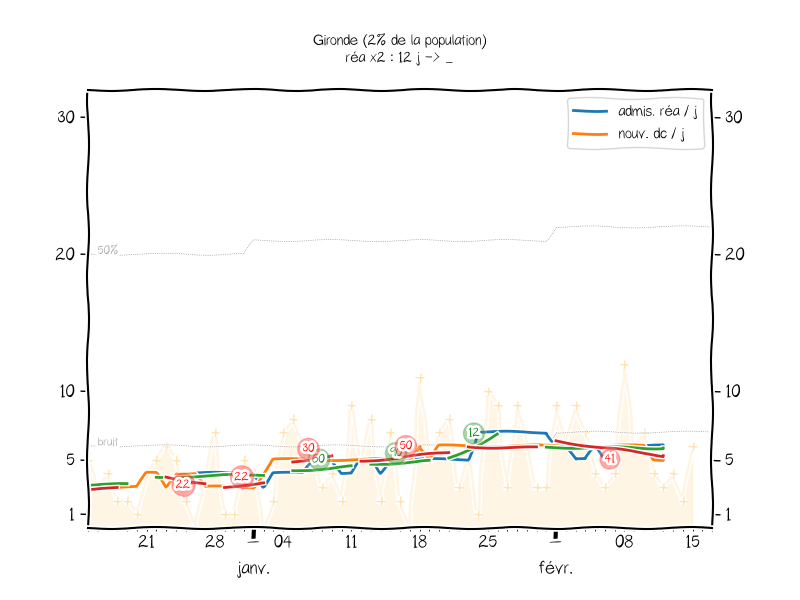 Gironde (2% de la population)
réa x2 : 12 j -> _
admis. réa / j
nouv. dc / j
30 30
50%
20 20
10 10
bruit
12
30 50
50
41
22 22
5 5
1 1
21 28 04 11 18 25 08 15
janv. févr.